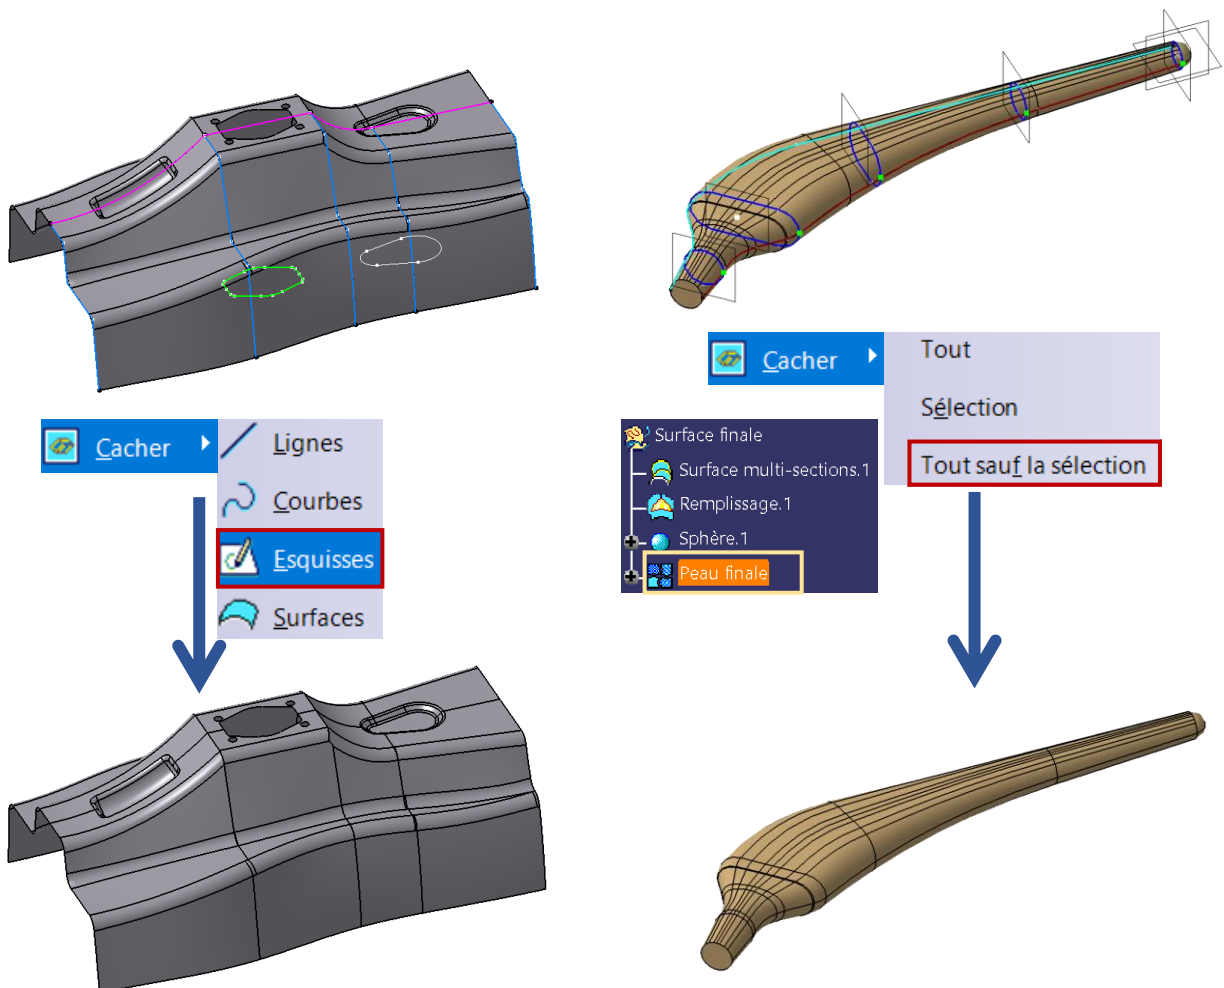 Cacher
Lignes
Courbes
Esquisses
Surfaces
Cacher
Tout
Sélection
Tout sauf la sélection
Surface finale
Surface multi-sections.1
Remplissage.1
Sphère.1
Peau finale